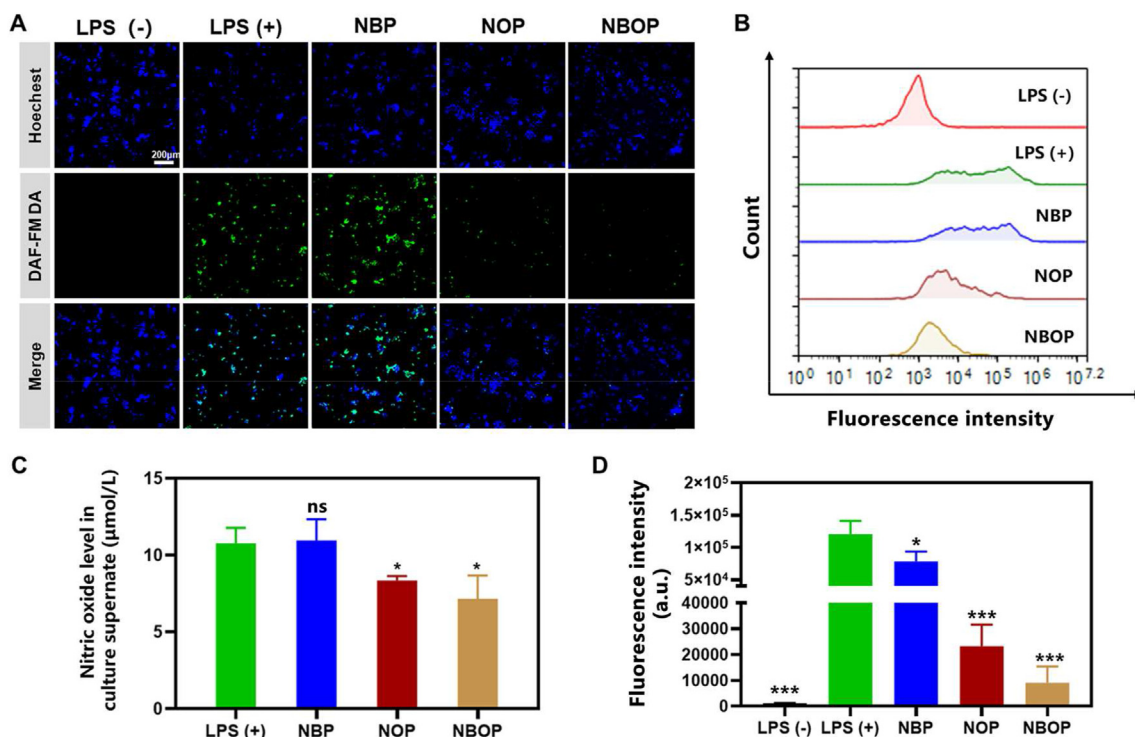 A
LPS (-)
LPS (+)
NBP
NOP
NBOP
Hoechest
200μm
DAF-FM DA
Merge
B
Count
LPS (-)
LPS (+)
NBP
NOP
NBOP
10^0 10^1 10^2 10^3 10^4 10^5 10^6 10^7.2
Fluorescence intensity
C
Nitric oxide level in
culture supernate (μmol/L)
15
10
5
0
ns
*
*
LPS (+) NBP NOP NBOP
D
Fluorescence intensity
(a.u.)
2×10^5
1.5×10^5
1×10^5
5×10^4
40000
30000
20000
10000
0
***
*
***
***
LPS (-) LPS (+) NBP NOP NBOP